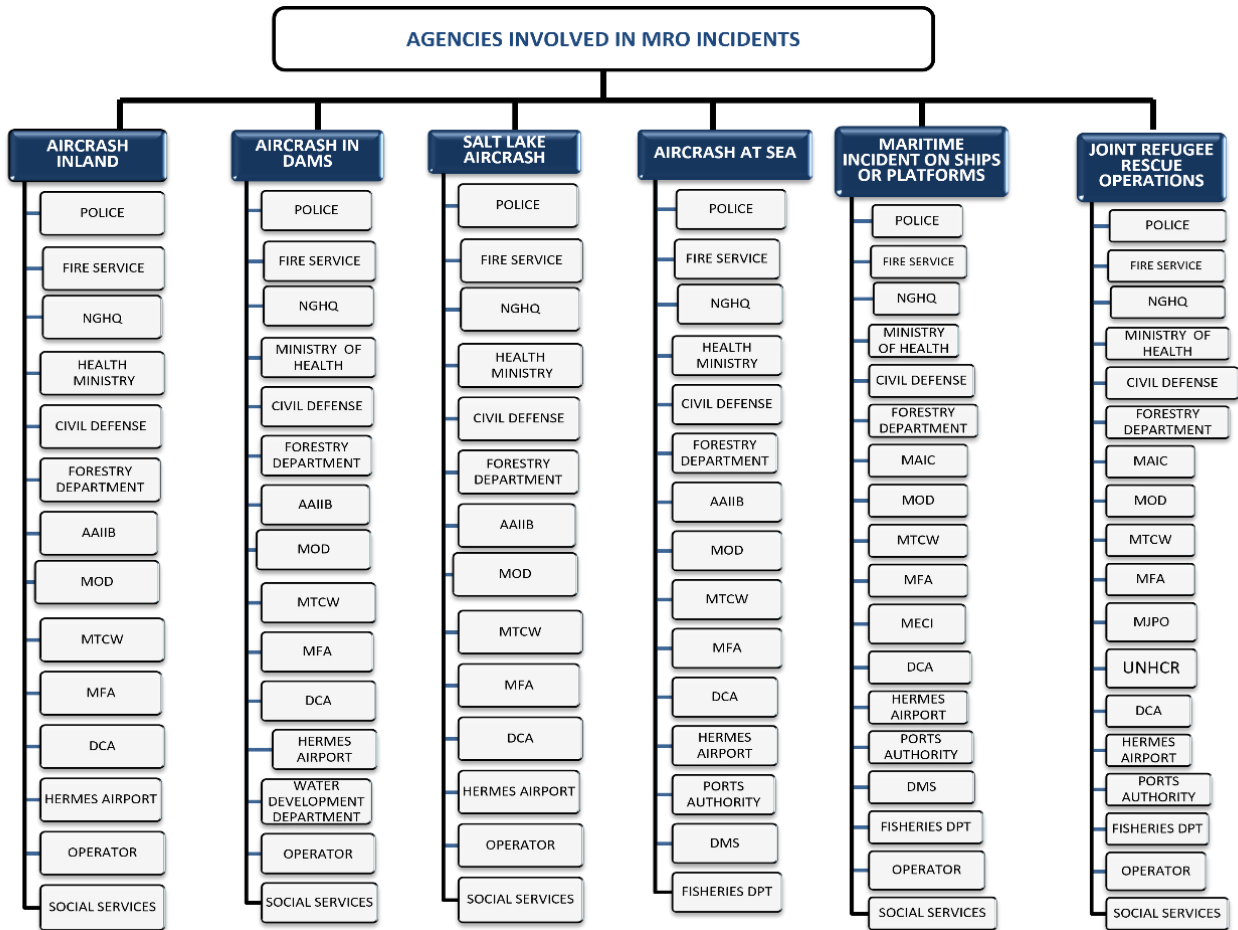 AGENCIES INVOLVED IN MRO INCIDENTS
AIRCRASH
INLAND
POLICE
FIRE SERVICE
NGHQ
HEALTH
MINISTRY
CIVIL DEFENSE
FORESTRY
DEPARTMENT
AAIIB
MOD
MTCW
MFA
DCA
HERMES AIRPORT
OPERATOR
SOCIAL SERVICES
AIRCRASH IN
DAMS
POLICE
FIRE SERVICE
NGHQ
MINISTRY OF
HEALTH
CIVIL DEFENSE
FORESTRY
DEPARTMENT
AAIIB
MOD
MTCW
MFA
DCA
HERMES
AIRPORT
WATER
DEVELOPMENT
DEPARTMENT
OPERATOR
SOCIAL SERVICES
SALT LAKE
AIRCRASH
POLICE
FIRE SERVICE
NGHQ
HEALTH
MINISTRY
CIVIL DEFENSE
FORESTRY
DEPARTMENT
AAIIB
MOD
MTCW
MFA
DCA
HERMES AIRPORT
OPERATOR
SOCIAL SERVICES
AIRCRASH AT SEA
POLICE
FIRE SERVICE
NGHQ
HEALTH
MINISTRY
CIVIL DEFENSE
FORESTRY
DEPARTMENT
AAIIB
MOD
MTCW
MFA
DCA
HERMES
AIRPORT
PORTS
AUTHORITY
DMS
FISHERIES DPT
MARITIME
INCIDENT ON SHIPS
OR PLATFORMS
POLICE
FIRE SERVICE
NGHQ
MINISTRY
OF HEALTH
CIVIL DEFENSE
FORESTRY
DEPARTMENT
MAIC
MOD
MTCW
MFA
MECI
DCA
HERMES
AIRPORT
PORTS
AUTHORITY
DMS
FISHERIES DPT
OPERATOR
SOCIAL SERVICES
JOINT REFUGEE
RESCUE
OPERATIONS
POLICE
FIRE SERVICE
NGHQ
MINISTRY OF
HEALTH
CIVIL DEFENSE
FORESTRY
DEPARTMENT
MAIC
MOD
MTCW
MFA
MJPO
UNHCR
DCA
HERMES
AIRPORT
PORTS
AUTHORITY
FISHERIES DPT
OPERATOR
SOCIAL SERVICES